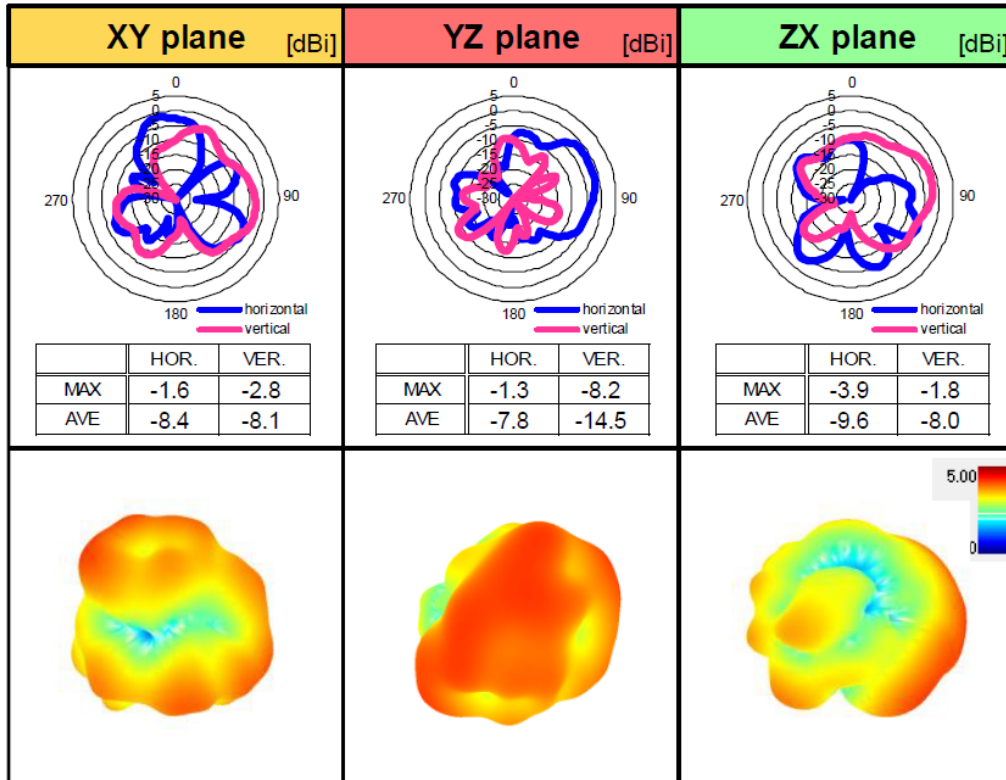 XY plane [dBi]
YZ plane [dBi]
ZX plane [dBi]
0
5
0
-5
-10
-15
-20
-25
-30
270
90
180
horizontal
vertical
0
5
0
-5
-10
-15
-20
-25
-30
270
90
180
horizontal
vertical
0
5
0
-5
-10
-15
-20
-25
-30
270
90
180
horizontal
vertical
HOR. VER.
MAX -1.6 -2.8
AVE -8.4 -8.1
HOR. VER.
MAX -1.3 -8.2
AVE -7.8 -14.5
HOR. VER.
MAX -3.9 -1.8
AVE -9.6 -8.0
5.00
0